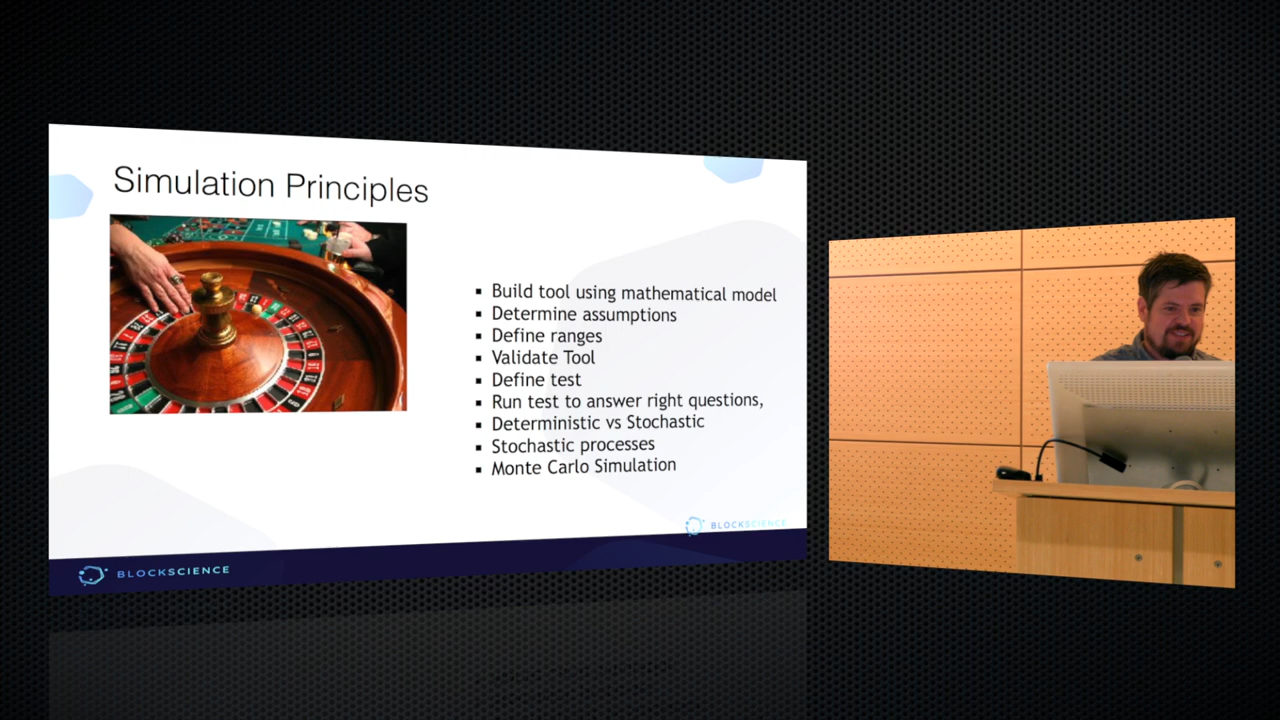 Simulation Principles
Build tool using mathematical model
Determine assumptions
Define ranges
Validate Tool
Define test
Run test to answer right questions,
Deterministic vs Stochastic
Stochastic processes
Monte Carlo Simulation
BLOCKSCIENCE
BLOCKSCIENCE